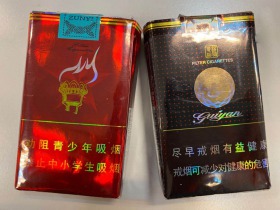 劝阻青少年吸烟
禁止中小学生吸烟
FILTER CIGARETTES
Guiyan
尽早戒烟有益健康
戒烟可减少对健康的危害